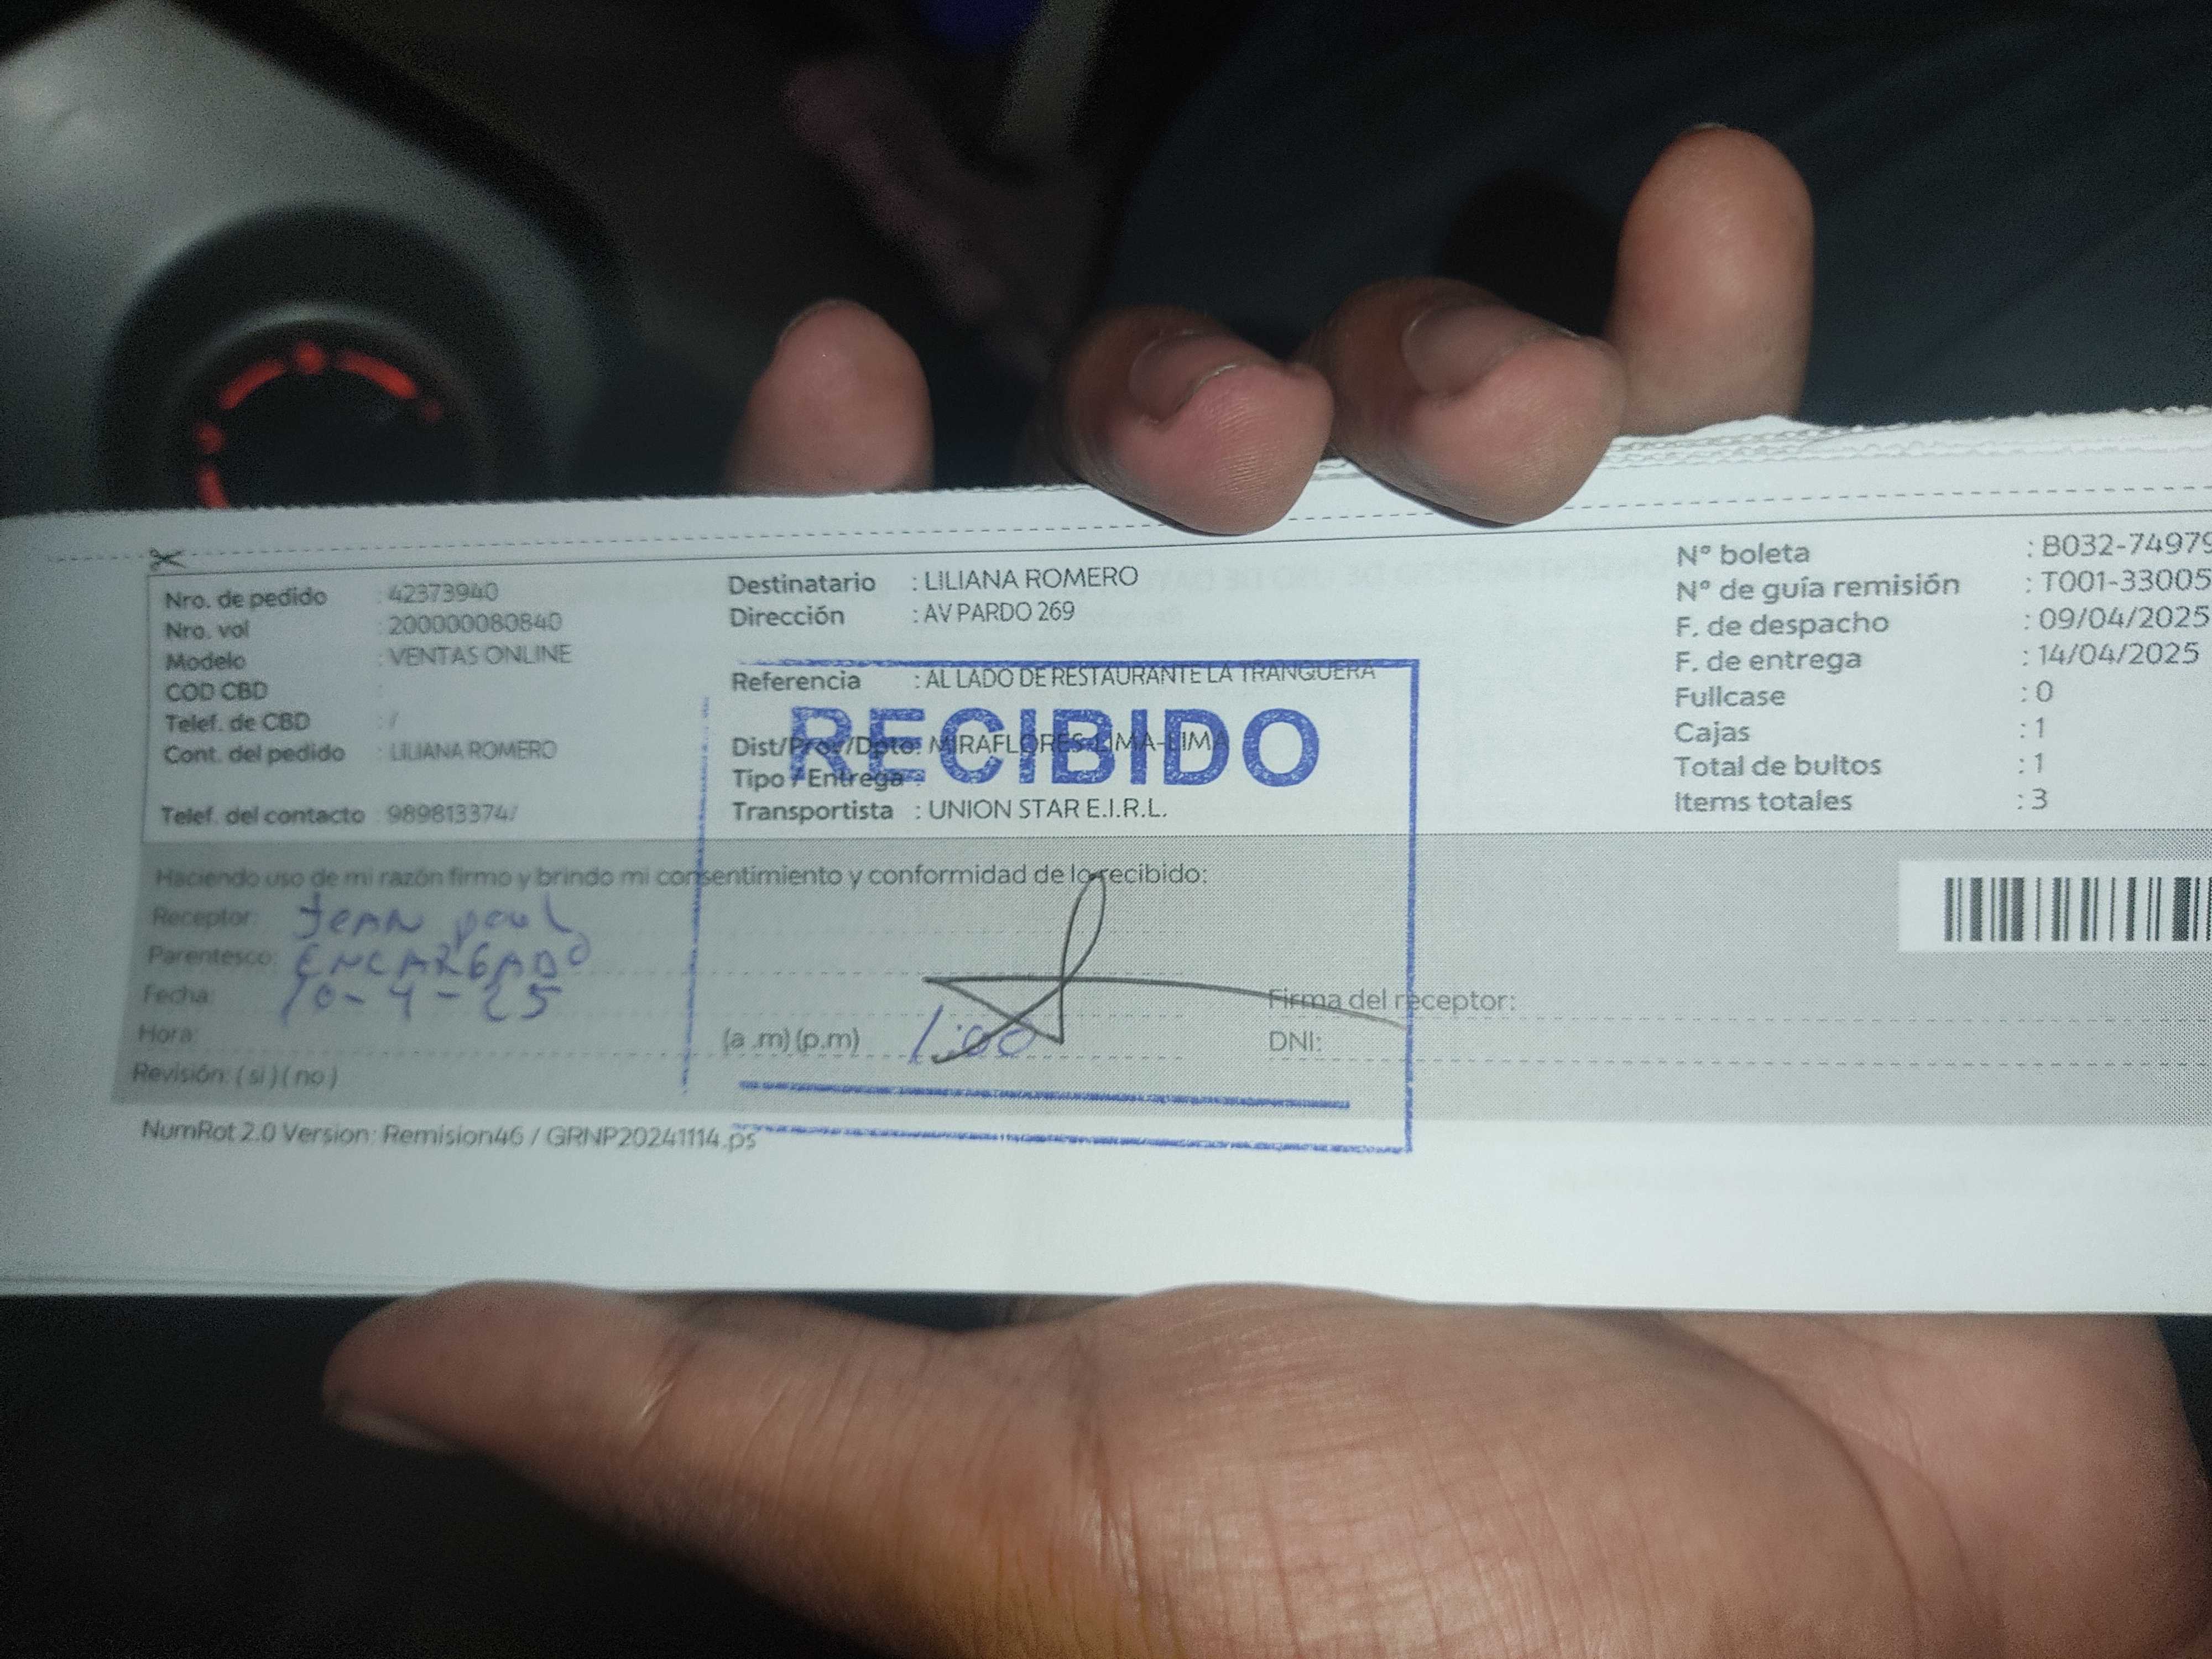 Nro. de pedido : 42373940
Nro. vol : 200000080840
Modelo : VENTAS ONLINE
COD CBD :
Telef. de CBD : /
Cont. del pedido : LILIANA ROMERO
Telef. del contacto : 989813374/
Destinatario : LILIANA ROMERO
Dirección : AV PARDO 269
Referencia : AL LADO DE RESTAURANTE LA TRANQUERA
RECIBIDO
Dist/Prov/Dpto: MIRAFLORES-LIMA-LIMA
Tipo / Entrega :
Transportista : UNION STAR E.I.R.L.
N° boleta : B032-74979
N° de guía remisión : T001-33005
F. de despacho : 09/04/2025
F. de entrega : 14/04/2025
Fullcase : 0
Cajas : 1
Total de bultos : 1
Items totales : 3
Haciendo uso de mi razón firmo y brindo mi consentimiento y conformidad de lo recibido:
Receptor: Jean paul
Parentesco: ENCARGADO
Fecha: 10-4-25
Firma del receptor:
Hora: (a .m) (p.m) 1:00 DNI:
Revisión: ( si ) ( no )
NumRot 2.0 Version: Remision46 / GRNP20241114.ps